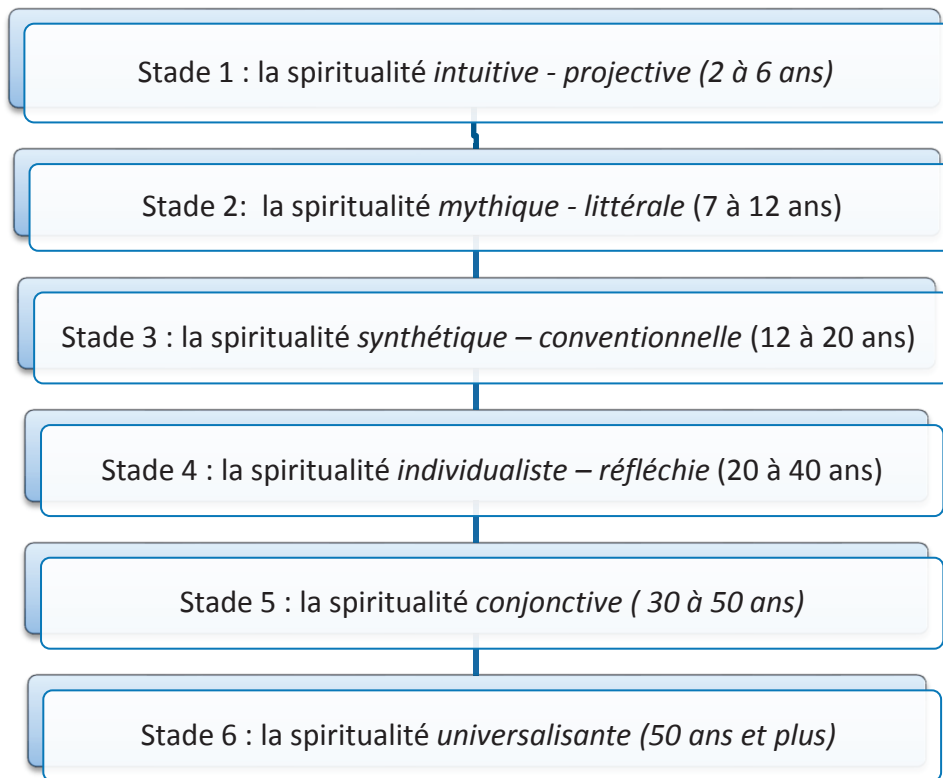 Stade 1 : la spiritualité intuitive - projective (2 à 6 ans)
Stade 2:  la spiritualité mythique - littérale (7 à 12 ans)
Stade 3 : la spiritualité synthétique – conventionnelle (12 à 20 ans)
Stade 4 : la spiritualité individualiste – réfléchie (20 à 40 ans)
Stade 5 : la spiritualité conjonctive ( 30 à 50 ans)
Stade 6 : la spiritualité universalisante (50 ans et plus)